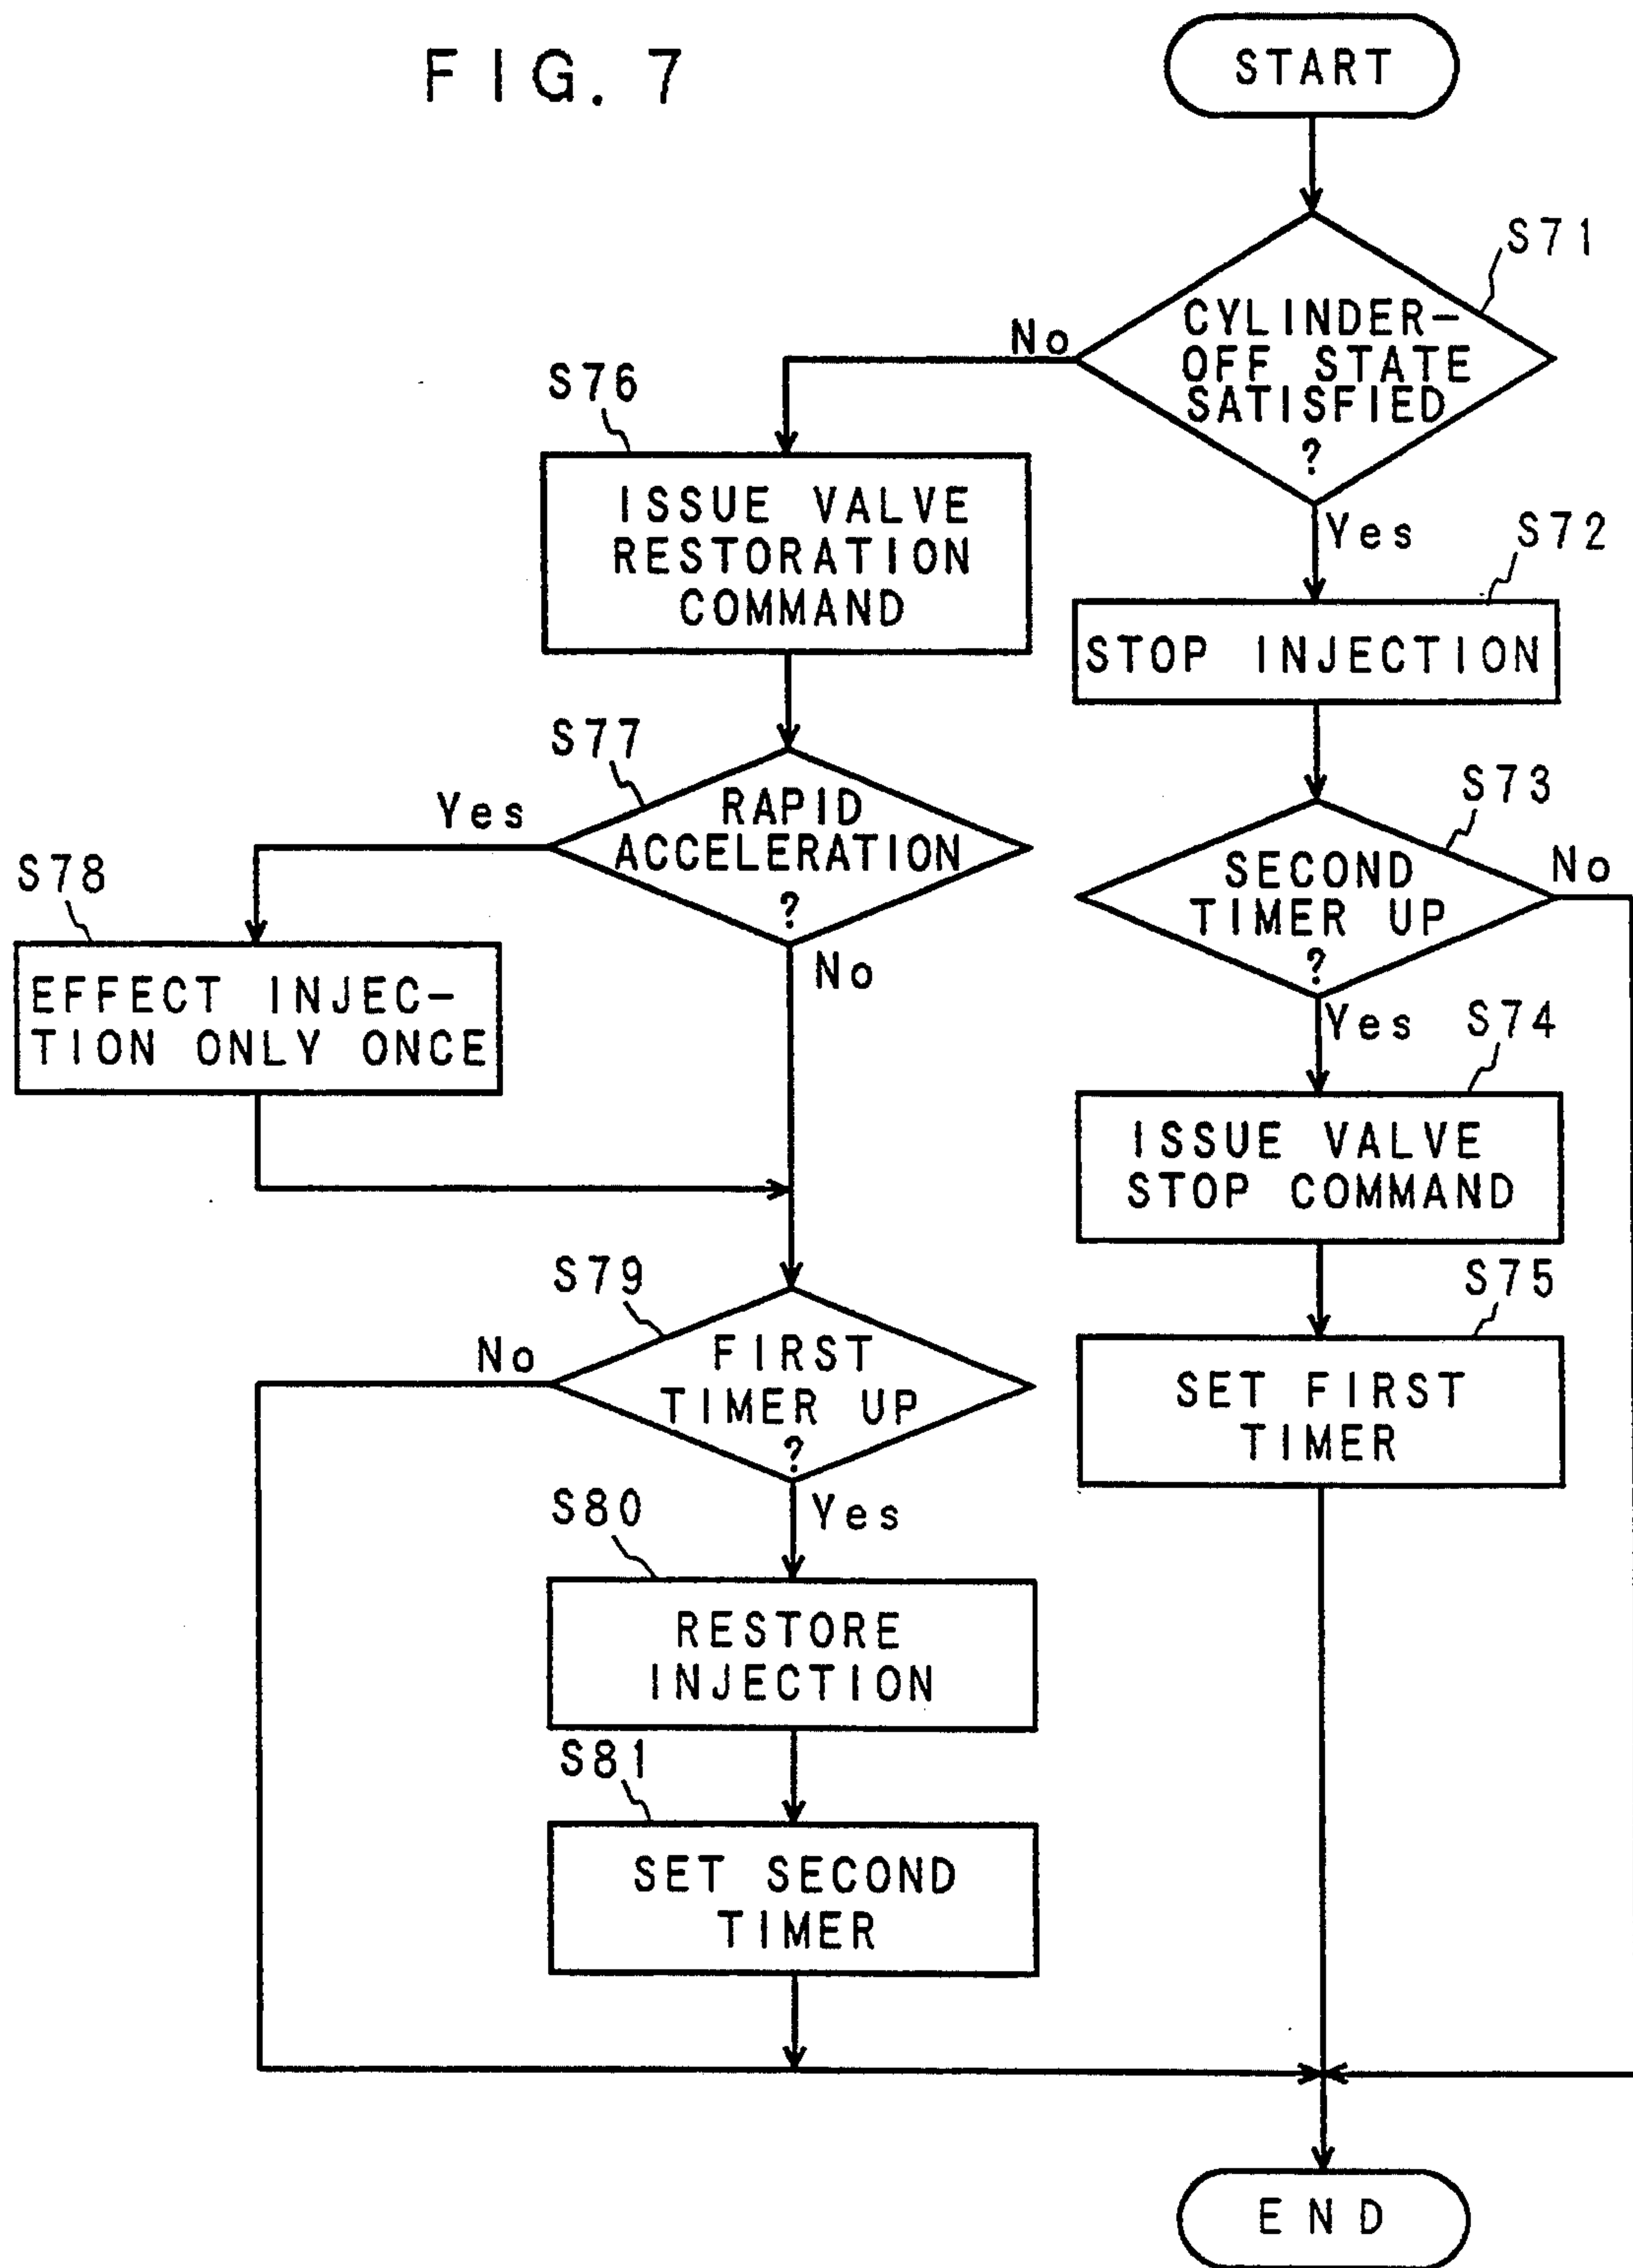 FIG. 7
START
S71
CYLINDER-
OFF STATE
SATISFIED
?
No
Yes
S76
ISSUE VALVE
RESTORATION
COMMAND
S72
STOP INJECTION
S77
RAPID
ACCELERATION
?
Yes
No
S73
SECOND
TIMER UP
?
No
Yes
S78
EFFECT INJEC-
TION ONLY ONCE
S74
ISSUE VALVE
STOP COMMAND
S79
FIRST
TIMER UP
?
No
Yes
S75
SET FIRST
TIMER
S80
RESTORE
INJECTION
S81
SET SECOND
TIMER
END